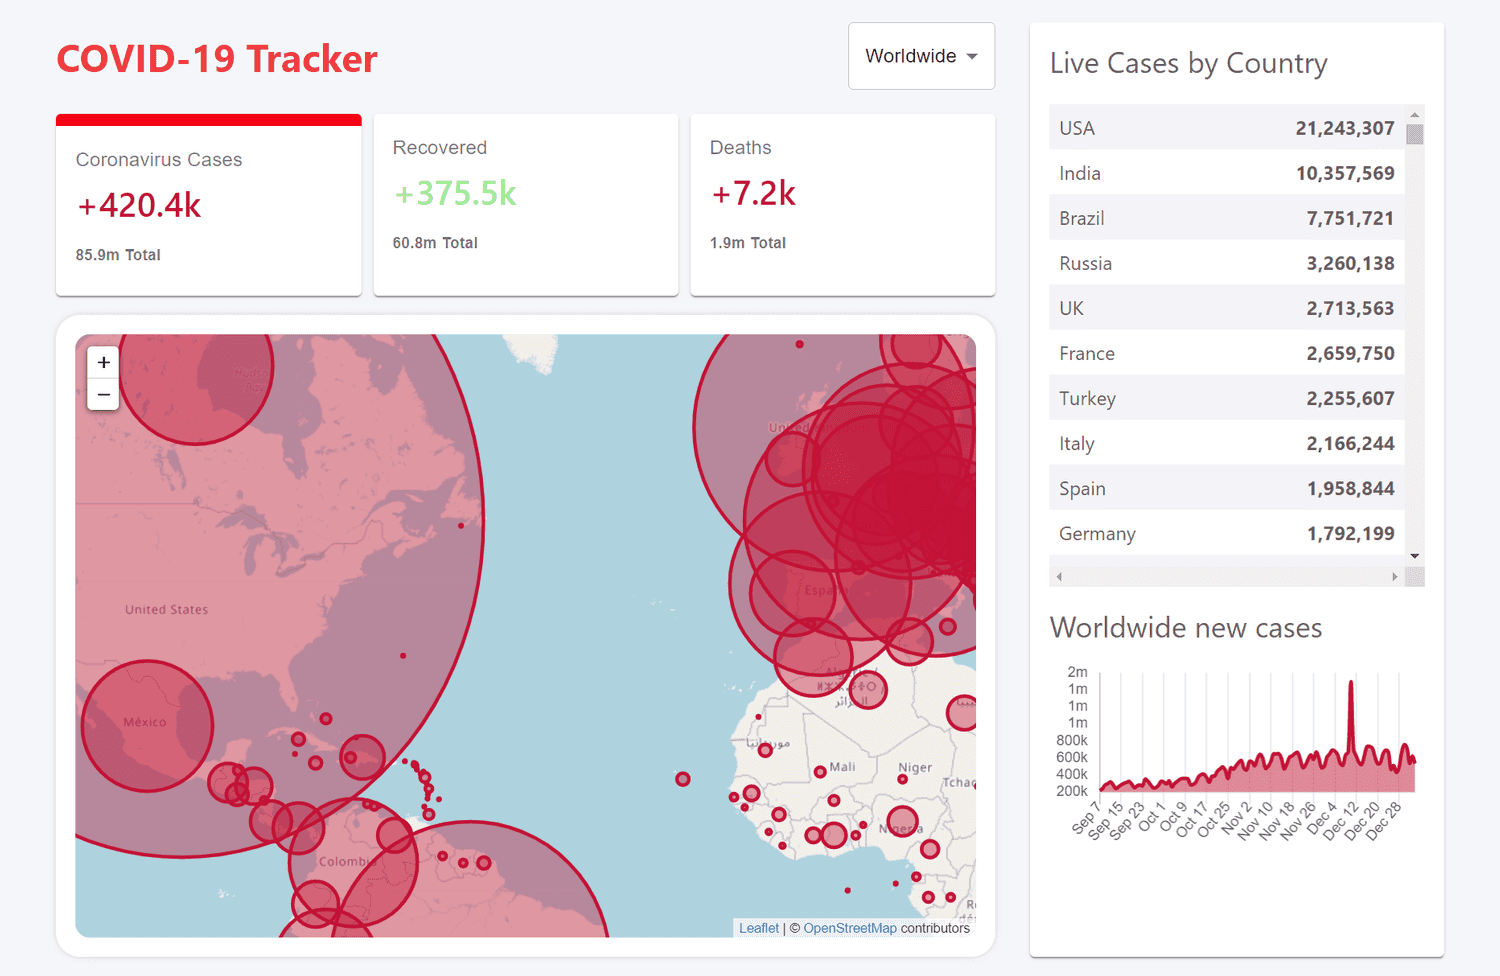 COVID-19 Tracker
Worldwide
Coronavirus Cases
+420.4k
85.9m Total
Recovered
+375.5k
60.8m Total
Deaths
+7.2k
1.9m Total
+
−
United States
México
Colombia
España
Mali
Niger
Nigeria
موريتانيا
Leaflet | © OpenStreetMap contributors
Live Cases by Country
USA 21,243,307
India 10,357,569
Brazil 7,751,721
Russia 3,260,138
UK 2,713,563
France 2,659,750
Turkey 2,255,607
Italy 2,166,244
Spain 1,958,844
Germany 1,792,199
Worldwide new cases
2m
1m
1m
1m
800k
600k
400k
200k
Sep 7
Sep 15
Sep 23
Oct 1
Oct 9
Oct 17
Oct 25
Nov 2
Nov 10
Nov 18
Nov 26
Dec 4
Dec 12
Dec 20
Dec 28